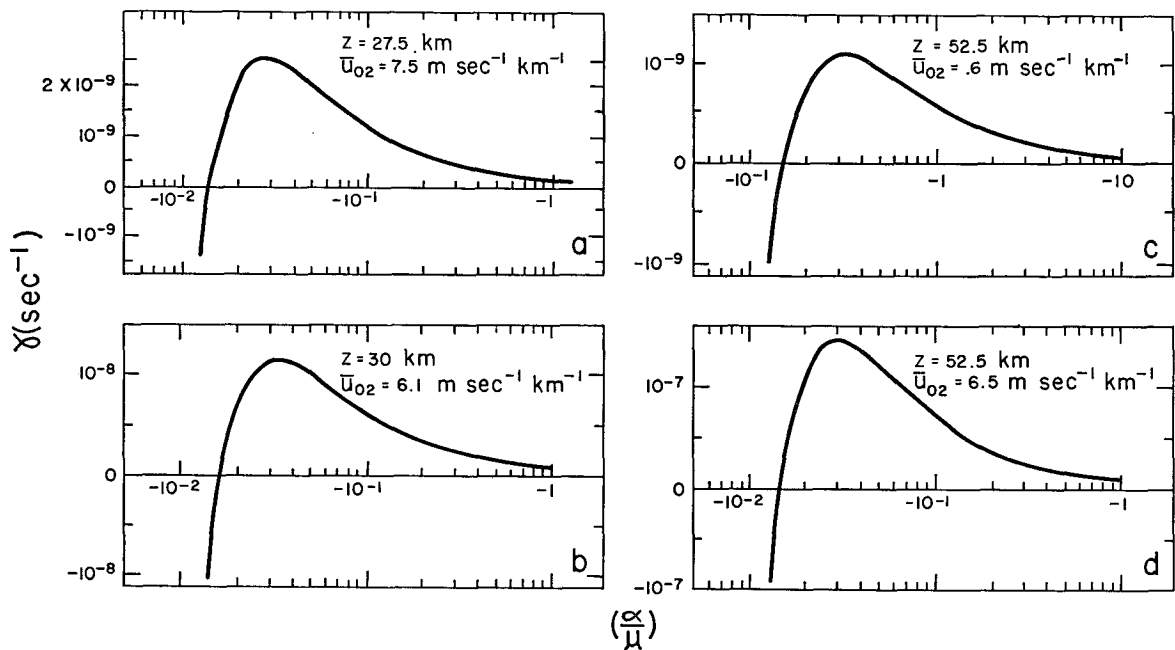 γ(sec⁻¹)
z = 27.5 km
ū₀₂ = 7.5 m sec⁻¹ km⁻¹
2 X 10⁻⁹
10⁻⁹
0
-10⁻⁹
-10⁻² -10⁻¹ -1
a
z = 52.5 km
ū₀₂ = .6 m sec⁻¹ km⁻¹
10⁻⁹
0
-10⁻⁹
-10⁻¹ -1 -10
c
z = 30 km
ū₀₂ = 6.1 m sec⁻¹ km⁻¹
10⁻⁸
0
-10⁻⁸
-10⁻² -10⁻¹ -1
b
z = 52.5 km
ū₀₂ = 6.5 m sec⁻¹ km⁻¹
10⁻⁷
0
-10⁻⁷
-10⁻² -10⁻¹ -1
d
(α/μ)